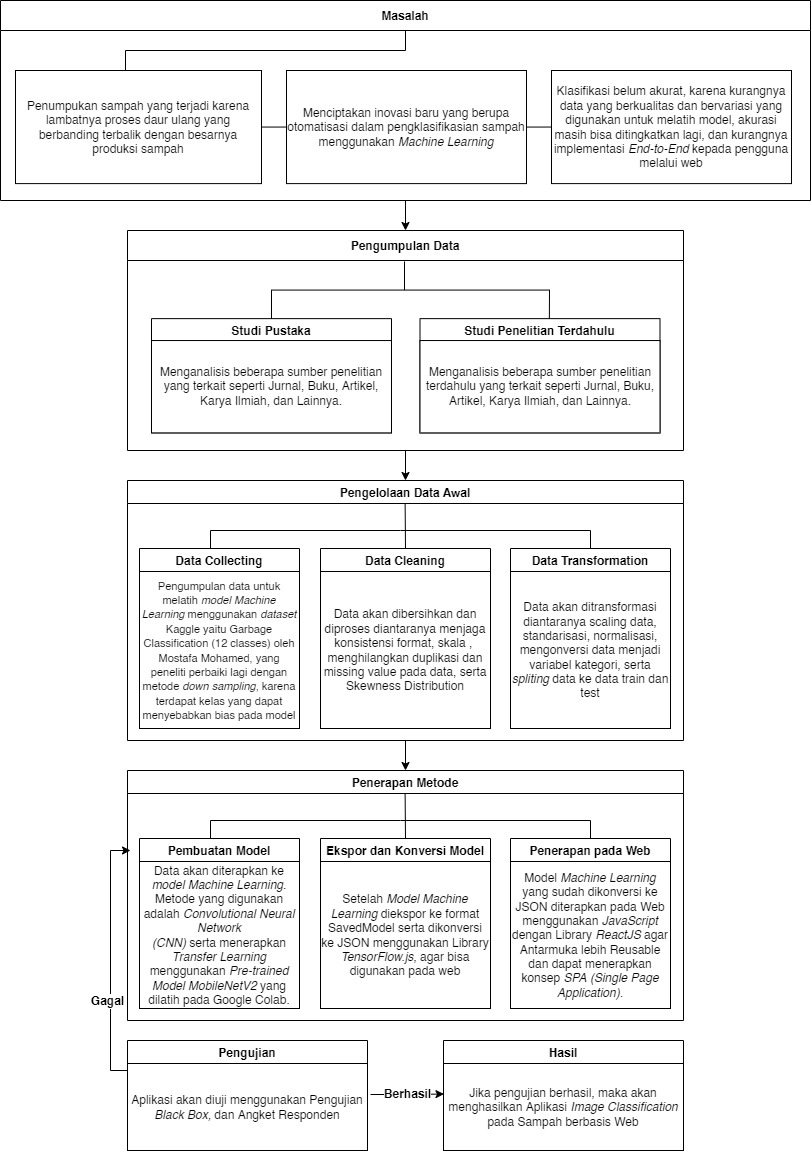 Masalah
Penumpukan sampah yang terjadi karena
lambatnya proses daur ulang yang
berbanding terbalik dengan besarnya
produksi sampah
Menciptakan inovasi baru yang berupa
otomatisasi dalam pengklasifikasian sampah
menggunakan Machine Learning
Klasifikasi belum akurat, karena kurangnya
data yang berkualitas dan bervariasi yang
digunakan untuk melatih model, akurasi
masih bisa ditingkatkan lagi, dan kurangnya
implementasi End-to-End kepada pengguna
melalui web
Pengumpulan Data
Studi Pustaka
Menganalisis beberapa sumber penelitian
yang terkait seperti Jurnal, Buku, Artikel,
Karya Ilmiah, dan Lainnya.
Studi Penelitian Terdahulu
Menganalisis beberapa sumber penelitian
terdahulu yang terkait seperti Jurnal, Buku,
Artikel, Karya Ilmiah, dan Lainnya.
Pengelolaan Data Awal
Data Collecting
Pengumpulan data untuk
melatih model Machine
Learning menggunakan dataset
Kaggle yaitu Garbage
Classification (12 classes) oleh
Mostafa Mohamed, yang
peneliti perbaiki lagi dengan
metode down sampling, karena
terdapat kelas yang dapat
menyebabkan bias pada model
Data Cleaning
Data akan dibersihkan dan
diproses diantaranya menjaga
konsistensi format, skala ,
menghilangkan duplikasi dan
missing value pada data, serta
Skewness Distribution
Data Transformation
Data akan ditransformasi
diantaranya scaling data,
standarisasi, normalisasi,
mengonversi data menjadi
variabel kategori, serta
spliting data ke data train dan
test
Penerapan Metode
Pembuatan Model
Data akan diterapkan ke
model Machine Learning.
Metode yang digunakan
adalah Convolutional Neural
Network
(CNN) serta menerapkan
Transfer Learning
menggunakan Pre-trained
Model MobileNetV2 yang
dilatih pada Google Colab.
Ekspor dan Konversi Model
Setelah Model Machine
Learning diekspor ke format
SavedModel serta dikonversi
ke JSON menggunakan Library
TensorFlow.js, agar bisa
digunakan pada web
Penerapan pada Web
Model Machine Learning
yang sudah dikonversi ke
JSON diterapkan pada Web
menggunakan JavaScript
dengan Library ReactJS agar
Antarmuka lebih Reusable
dan dapat menerapkan
konsep SPA (Single Page
Application).
Gagal
Pengujian
Aplikasi akan diuji menggunakan Pengujian
Black Box, dan Angket Responden
Berhasil
Hasil
Jika pengujian berhasil, maka akan
menghasilkan Aplikasi Image Classification
pada Sampah berbasis Web